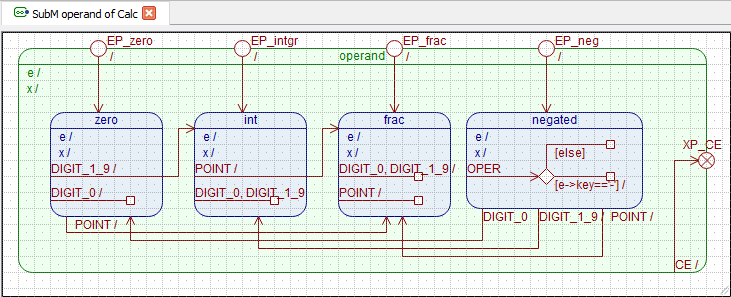 SubM operand of Calc
EP_zero
/
EP_intgr
/
EP_frac
/
EP_neg
/
operand
e /
x /
zero
e /
x /
DIGIT_1_9 /
DIGIT_0 /
int
e /
x /
POINT /
DIGIT_0, DIGIT_1_9
frac
e /
x /
DIGIT_0, DIGIT_1_9 /
POINT /
negated
e /
x /
OPER
[else]
[e->key=='-'] /
XP_CE
POINT /
DIGIT_0
DIGIT_1_9 /
POINT /
CE /